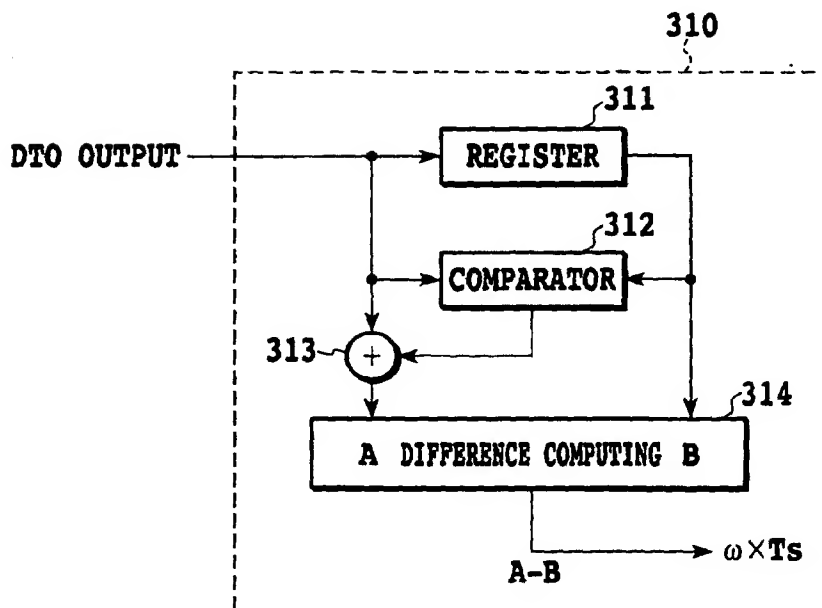 310
311
DTO OUTPUT
REGISTER
312
COMPARATOR
313
+
314
A DIFFERENCE COMPUTING B
A-B
ω×Ts